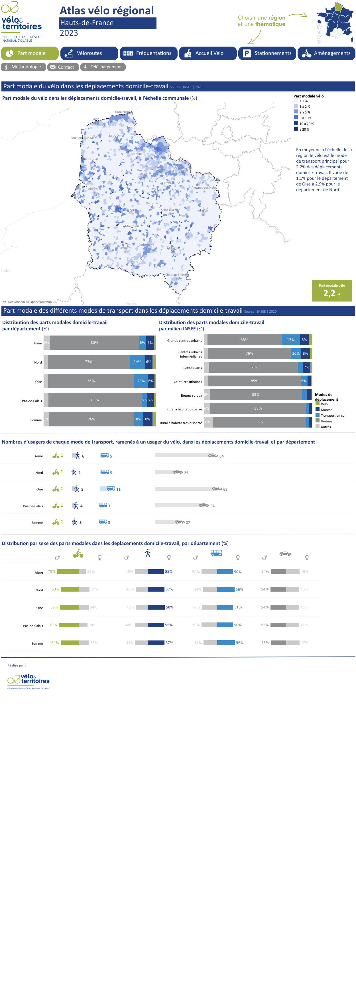 vélo&
territoires
COORDINATEUR DU RÉSEAU
NATIONAL CYCLABLE
Atlas vélo régional
Hauts-de-France
2023
Choisir une région
et une thématique
Part modale
Véloroutes
Fréquentations
Accueil Vélo
P
Stationnements
Aménagements
Méthodologie
Contact
Téléchargement
Part modale du vélo dans les déplacements domicile-travail Source : INSEE | 2020
Part modale du vélo dans les déplacements domicile-travail, à l'échelle communale (%)
Part modale vélo
< 1 %
1 à 2 %
2 à 5 %
5 à 10 %
10 à 20 %
≥ 20 %
En moyenne à l'échelle de la
région le vélo est le mode
de transport principal pour
2,2% des déplacements
domicile-travail. Il varie de
1,1% pour le département
de Oise à 2,9% pour le
département de Nord.
Dunkerque
Calais
Saint-Omer
Boulogne-sur-Mer
Béthune
Montreuil
Valenciennes
Arras
Cambrai
Avesnes-sur-Helpe
Abbeville
Péronne
Amiens
Saint-Quentin
Vervins
Montdidier
Laon
Beauvais
Compiègne
Clermont
Soissons
Senlis
Château-Thierry
andie
Île-de-
© 2024 Mapbox © OpenStreetMap
Part modale vélo
2,2 %
Part modale des différents modes de transport dans les déplacements domicile-travail Source : INSEE | 2020
Distribution des parts modales domicile-travail
par département (%)
Aisne 6% 80% 6% 7%
Nord 73% 14% 6%
Oise 76% 12% 6%
Pas-de-Calais 83% 5% 6%
Somme 5% 76% 8% 8%
Distribution des parts modales domicile-travail
par milieu INSEE (%)
Grands centres urbains 68% 17% 8%
Centres urbains
intermédiaires 76% 10% 8%
Petites villes 82% 7%
Ceintures urbaines 85% 6%
Bourgs ruraux 6% 85%
Rural à habitat dispersé 6% 88%
Rural à habitat très dispersé 8% 86%
Modes de
déplacement
Vélo
Marche
Transport en co..
Voiture
Autres
Nombres d'usagers de chaque mode de transport, ramenés à un usager du vélo, dans les déplacements domicile-travail et par département
Aisne 1 6 5 64
Nord 1 2 5 25
Oise 1 5 11 68
Pas-de-Calais 1 4 3 54
Somme 1 3 3 27
Distribution par sexe des parts modales dans les déplacements domicile-travail, par département (%)
♂ ♀ ♂ ♀ ♂ ♀ ♂ ♀
Aisne 75% 25% 45% 55% 50% 50% 54% 46%
Nord 63% 37% 43% 57% 44% 56% 54% 46%
Oise 66% 34% 42% 58% 49% 51% 54% 46%
Pas-de-Calais 70% 30% 45% 55% 50% 50% 55% 45%
Somme 64% 36% 43% 57% 44% 56% 53% 47%
Réalisé par :
vélo&
territoires
COORDINATEUR DU RÉSEAU NATIONAL CYCLABLE